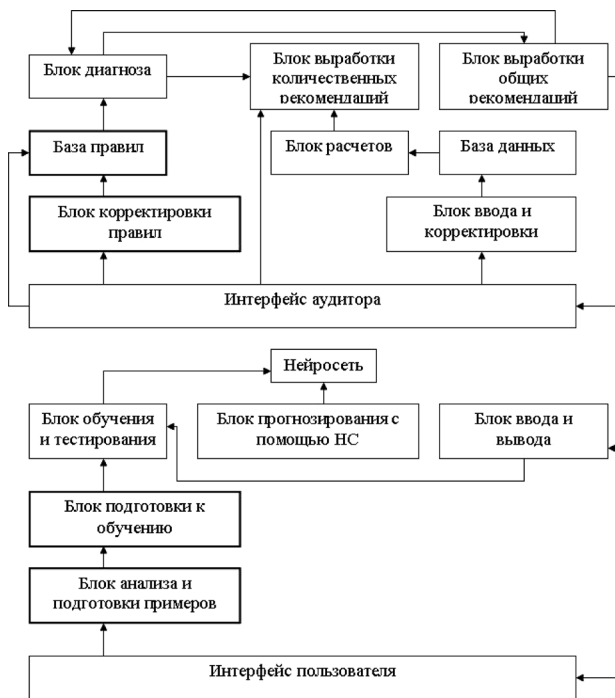 Блок диагноза
Блок выработки
количественных
рекомендаций
Блок выработки
общих
рекомендаций
База правил
Блок расчетов
База данных
Блок корректировки
правил
Блок ввода и
корректировки
Интерфейс аудитора
Нейросеть
Блок обучения
и тестирования
Блок прогнозирования с
помощью НС
Блок ввода и
вывода
Блок подготовки к
обучению
Блок анализа и
подготовки примеров
Интерфейс пользователя